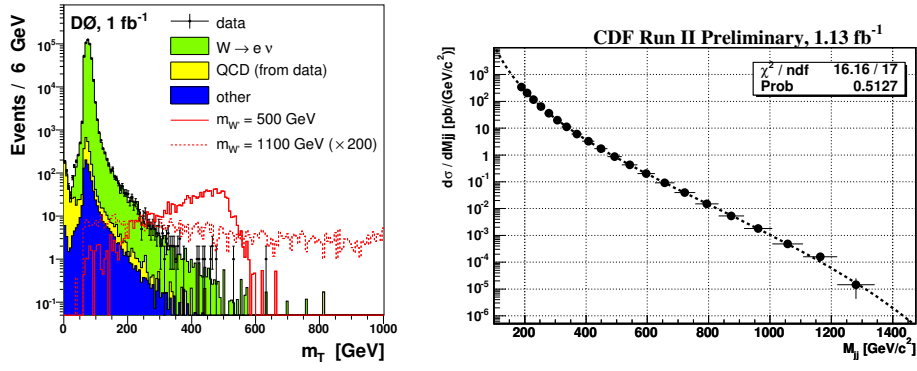 DØ, 1 fb⁻¹
data
W → e ν
QCD (from data)
other
m_W' = 500 GeV
m_W' = 1100 GeV (× 200)
Events / 6 GeV
10⁵
10⁴
10³
10²
10
1
10⁻¹
0 200 400 600 800 1000
m_T [GeV]
CDF Run II Preliminary, 1.13 fb⁻¹
χ² / ndf 16.16 / 17
Prob 0.5127
dσ / dMjj [pb/(GeV/c²)]
10³
10²
10
1
10⁻¹
10⁻²
10⁻³
10⁻⁴
10⁻⁵
10⁻⁶
200 400 600 800 1000 1200 1400
M_jj [GeV/c²]